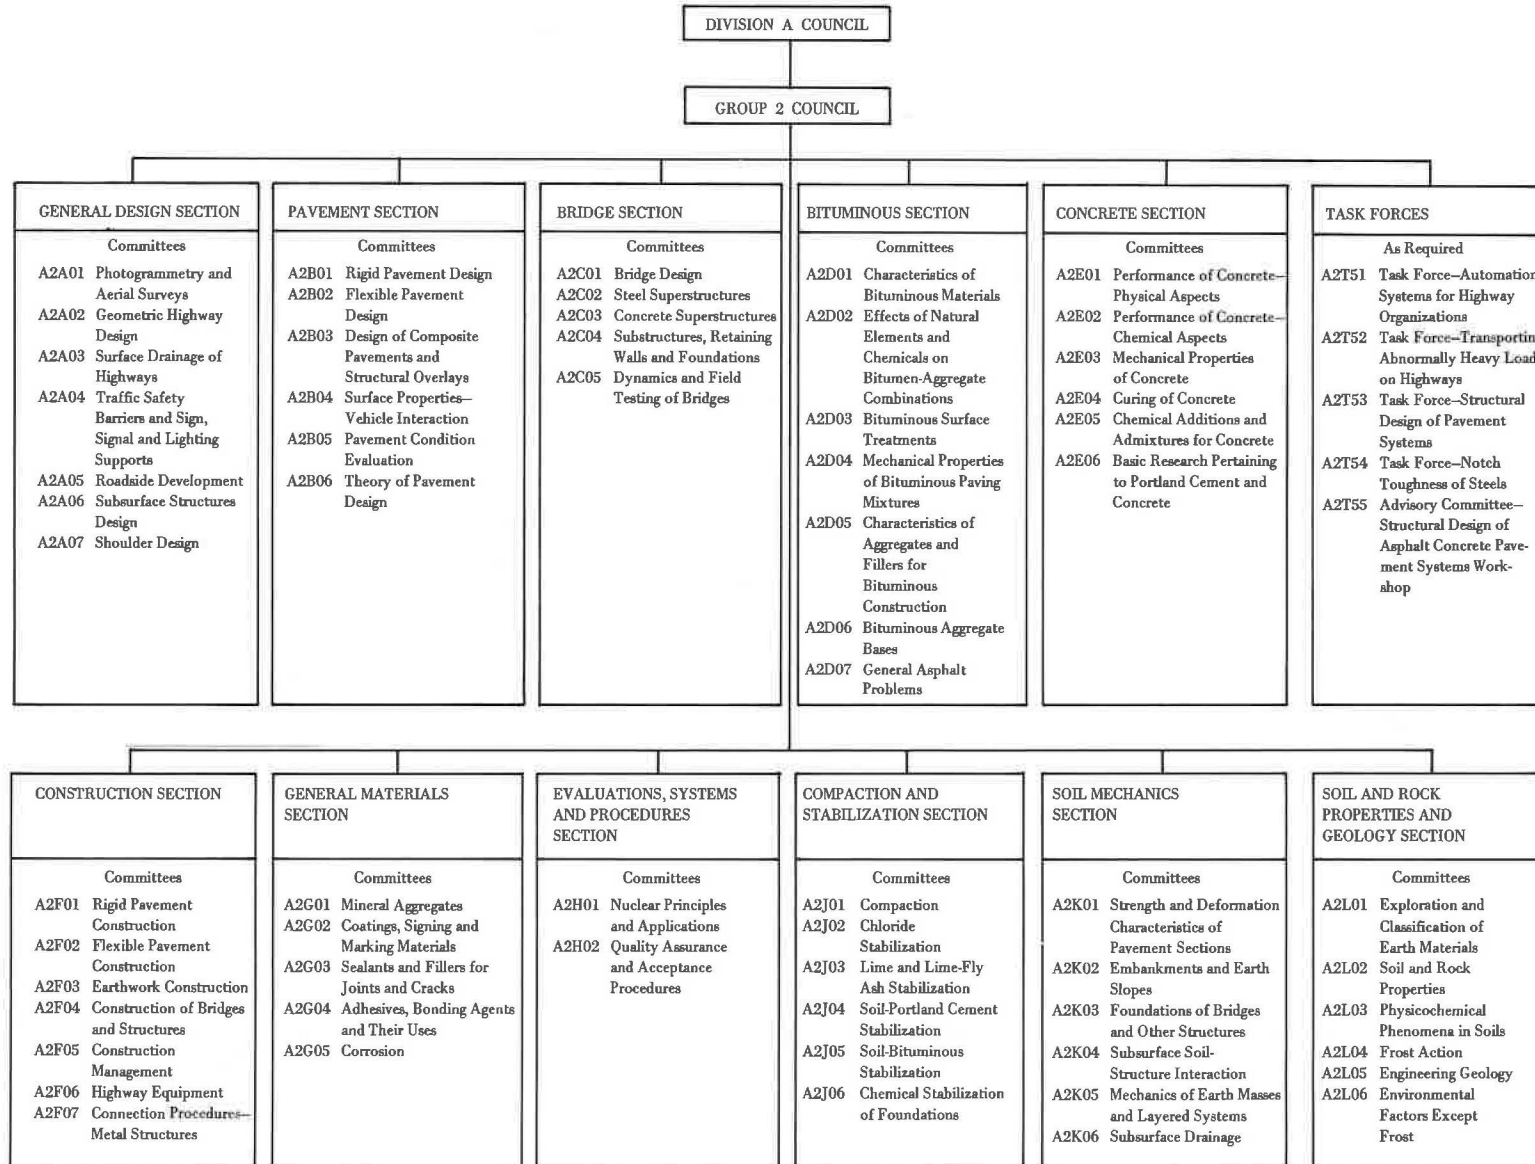 DIVISION A COUNCIL
GROUP 2 COUNCIL
GENERAL DESIGN SECTION
Committees
A2A01 Photogrammetry and
Aerial Surveys
A2A02 Geometric Highway
Design
A2A03 Surface Drainage of
Highways
A2A04 Traffic Safety
Barriers and Sign,
Signal and Lighting
Supports
A2A05 Roadside Development
A2A06 Subsurface Structures
Design
A2A07 Shoulder Design
PAVEMENT SECTION
Committees
A2B01 Rigid Pavement Design
A2B02 Flexible Pavement
Design
A2B03 Design of Composite
Pavements and
Structural Overlays
A2B04 Surface Properties—
Vehicle Interaction
A2B05 Pavement Condition
Evaluation
A2B06 Theory of Pavement
Design
BRIDGE SECTION
Committees
A2C01 Bridge Design
A2C02 Steel Superstructures
A2C03 Concrete Superstructures
A2C04 Substructures, Retaining
Walls and Foundations
A2C05 Dynamics and Field
Testing of Bridges
BITUMINOUS SECTION
Committees
A2D01 Characteristics of
Bituminous Materials
A2D02 Effects of Natural
Elements and
Chemicals on
Bitumen-Aggregate
Combinations
A2D03 Bituminous Surface
Treatments
A2D04 Mechanical Properties
of Bituminous Paving
Mixtures
A2D05 Characteristics of
Aggregates and
Fillers for
Bituminous
Construction
A2D06 Bituminous Aggregate
Bases
A2D07 General Asphalt
Problems
CONCRETE SECTION
Committees
A2E01 Performance of Concrete—
Physical Aspects
A2E02 Performance of Concrete—
Chemical Aspects
A2E03 Mechanical Properties
of Concrete
A2E04 Curing of Concrete
A2E05 Chemical Additions and
Admixtures for Concrete
A2E06 Basic Research Pertaining
to Portland Cement and
Concrete
TASK FORCES
As Required
A2T51 Task Force—Automation
Systems for Highway
Organizations
A2T52 Task Force—Transportin
Abnormally Heavy Load
on Highways
A2T53 Task Force—Structural
Design of Pavement
Systems
A2T54 Task Force—Notch
Toughness of Steels
A2T55 Advisory Committee—
Structural Design of
Asphalt Concrete Pave-
ment Systems Work-
shop
CONSTRUCTION SECTION
Committees
A2F01 Rigid Pavement
Construction
A2F02 Flexible Pavement
Construction
A2F03 Earthwork Construction
A2F04 Construction of Bridges
and Structures
A2F05 Construction
Management
A2F06 Highway Equipment
A2F07 Connection Procedures—
Metal Structures
GENERAL MATERIALS
SECTION
Committees
A2G01 Mineral Aggregates
A2G02 Coatings, Signing and
Marking Materials
A2G03 Sealants and Fillers for
Joints and Cracks
A2G04 Adhesives, Bonding Agents
and Their Uses
A2G05 Corrosion
EVALUATIONS, SYSTEMS
AND PROCEDURES
SECTION
Committees
A2H01 Nuclear Principles
and Applications
A2H02 Quality Assurance
and Acceptance
Procedures
COMPACTION AND
STABILIZATION SECTION
Committees
A2J01 Compaction
A2J02 Chloride
Stabilization
A2J03 Lime and Lime-Fly
Ash Stabilization
A2J04 Soil-Portland Cement
Stabilization
A2J05 Soil-Bituminous
Stabilization
A2J06 Chemical Stabilization
of Foundations
SOIL MECHANICS
SECTION
Committees
A2K01 Strength and Deformation
Characteristics of
Pavement Sections
A2K02 Embankments and Earth
Slopes
A2K03 Foundations of Bridges
and Other Structures
A2K04 Subsurface Soil-
Structure Interaction
A2K05 Mechanics of Earth Masses
and Layered Systems
A2K06 Subsurface Drainage
SOIL AND ROCK
PROPERTIES AND
GEOLOGY SECTION
Committees
A2L01 Exploration and
Classification of
Earth Materials
A2L02 Soil and Rock
Properties
A2L03 Physicochemical
Phenomena in Soils
A2L04 Frost Action
A2L05 Engineering Geology
A2L06 Environmental
Factors Except
Frost